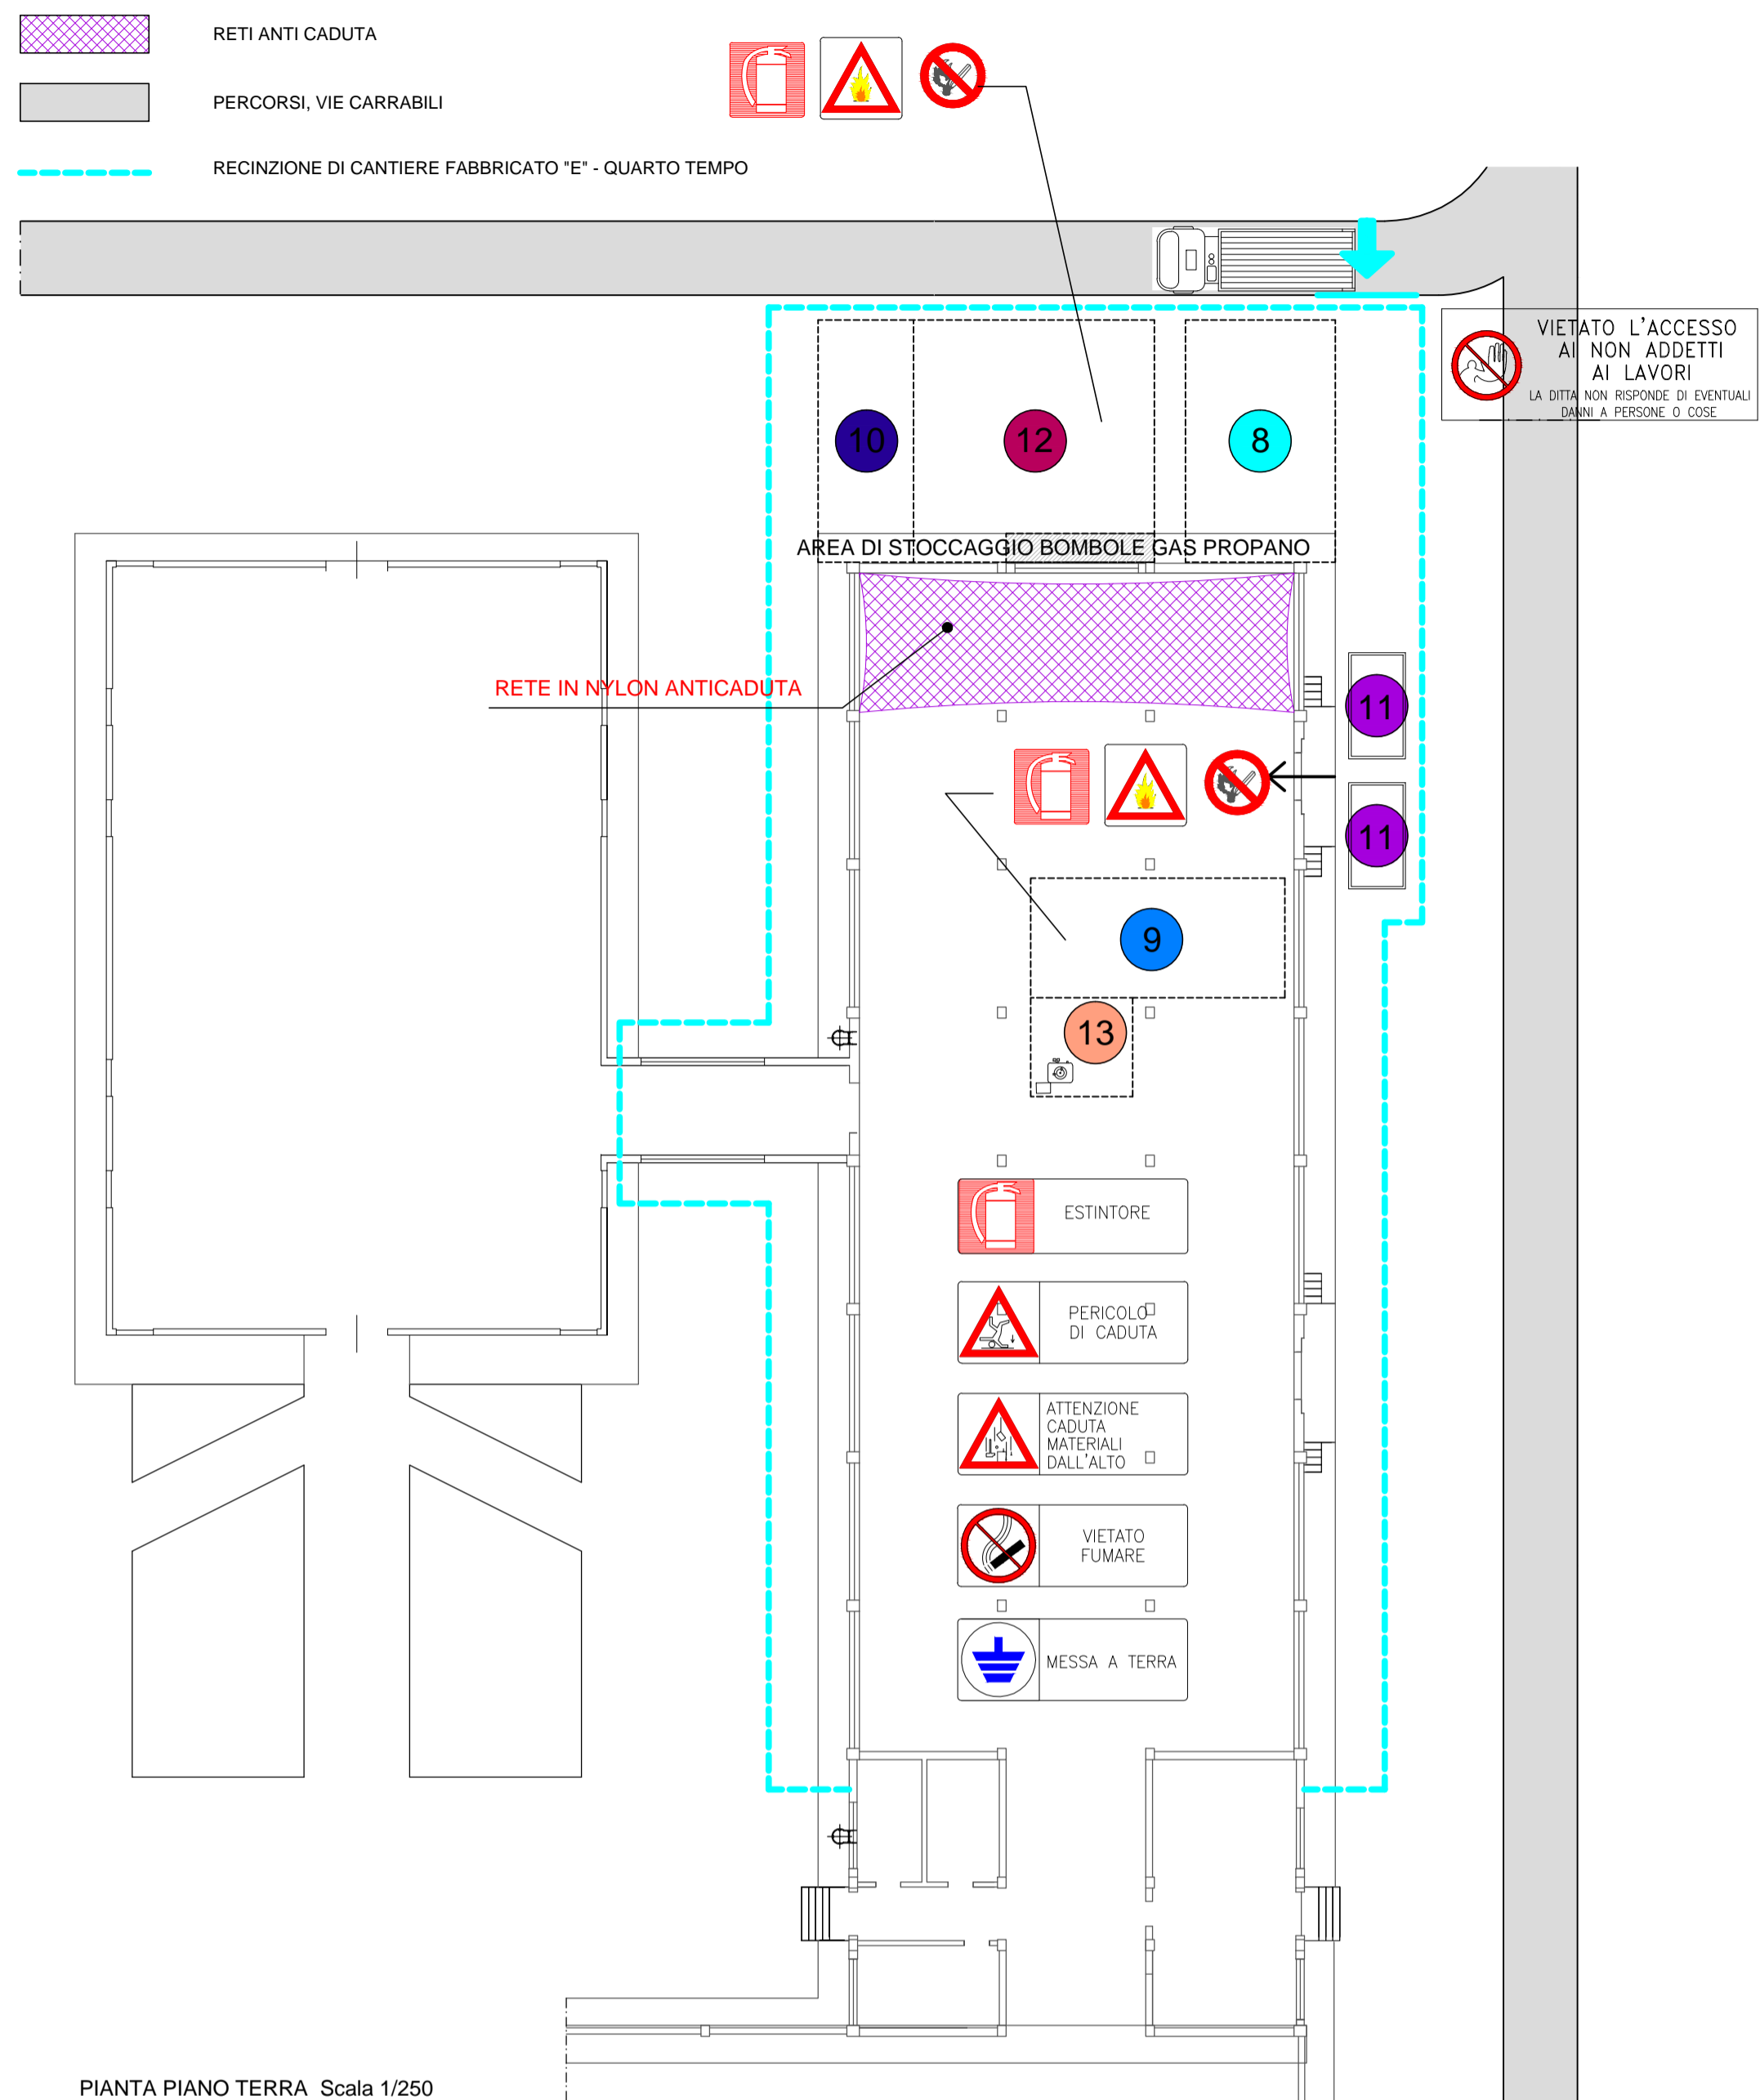 RETI ANTI CADUTA
PERCORSI, VIE CARRABILI
RECINZIONE DI CANTIERE FABBRICATO "E" - QUARTO TEMPO
VIETATO L'ACCESSO
AI NON ADDETTI
AI LAVORI
LA DITTA NON RISPONDE DI EVENTUALI
DANNI A PERSONE O COSE
10
12
8
AREA DI STOCCAGGIO BOMBOLE GAS PROPANO
RETE IN NYLON ANTICADUTA
11
11
9
13
ESTINTORE
PERICOLO
DI CADUTA
ATTENZIONE
CADUTA
MATERIALI
DALL'ALTO
VIETATO
FUMARE
MESSA A TERRA
PIANTA PIANO TERRA Scala 1/250